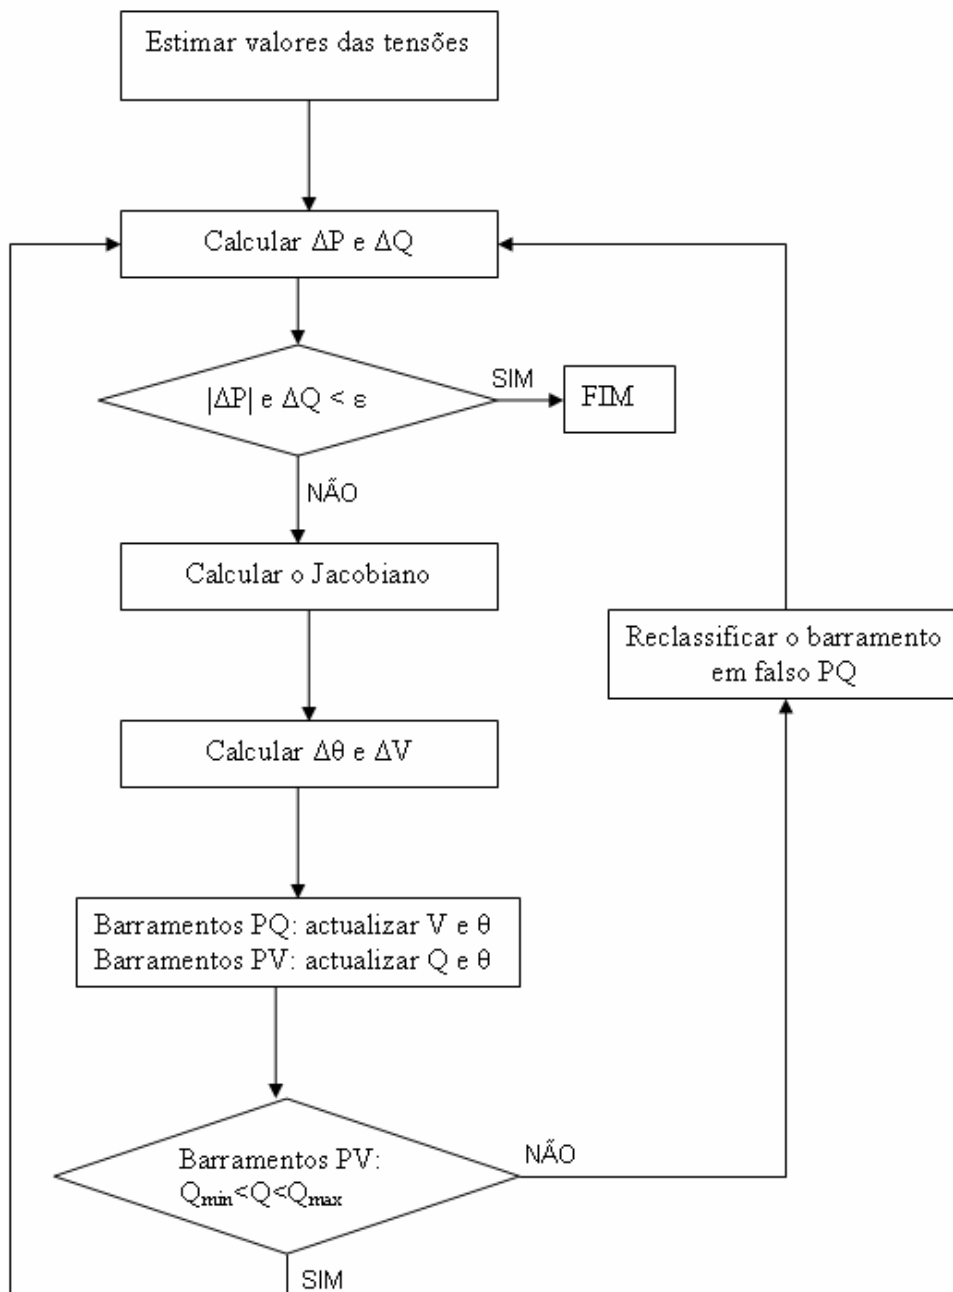 Estimar valores das tensões
Calcular ΔP e ΔQ
|ΔP| e ΔQ < ε
SIM
FIM
NÃO
Calcular o Jacobiano
Reclassificar o barramento
em falso PQ
Calcular Δθ e ΔV
Barramentos PQ: actualizar V e θ
Barramentos PV: actualizar Q e θ
Barramentos PV:
Qmin<Q<Qmax
NÃO
SIM